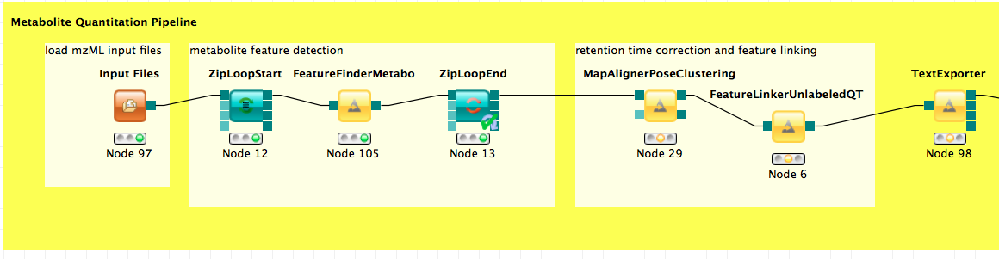 Metabolite Quantitation Pipeline
load mzML input files
metabolite feature detection
retention time correction and feature linking
Input Files
ZipLoopStart
FeatureFinderMetabo
ZipLoopEnd
MapAlignerPoseClustering
TextExporter
FeatureLinkerUnlabeledQT
Node 97
Node 12
Node 105
Node 13
Node 29
Node 98
Node 6